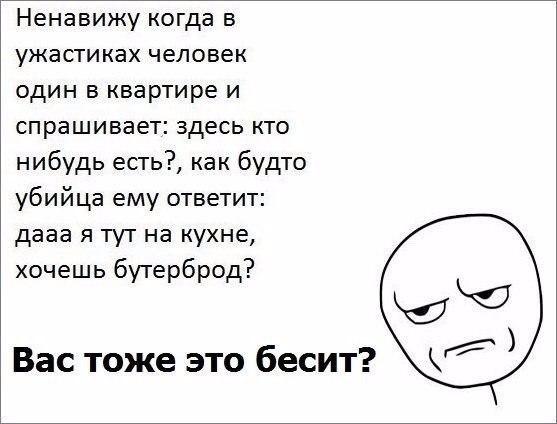 Ненавижу когда в
ужастиках человек
один в квартире и
спрашивает: здесь кто
нибудь есть?, как будто
убийца ему ответит:
дааа я тут на кухне,
хочешь бутерброд?
Вас тоже это бесит?